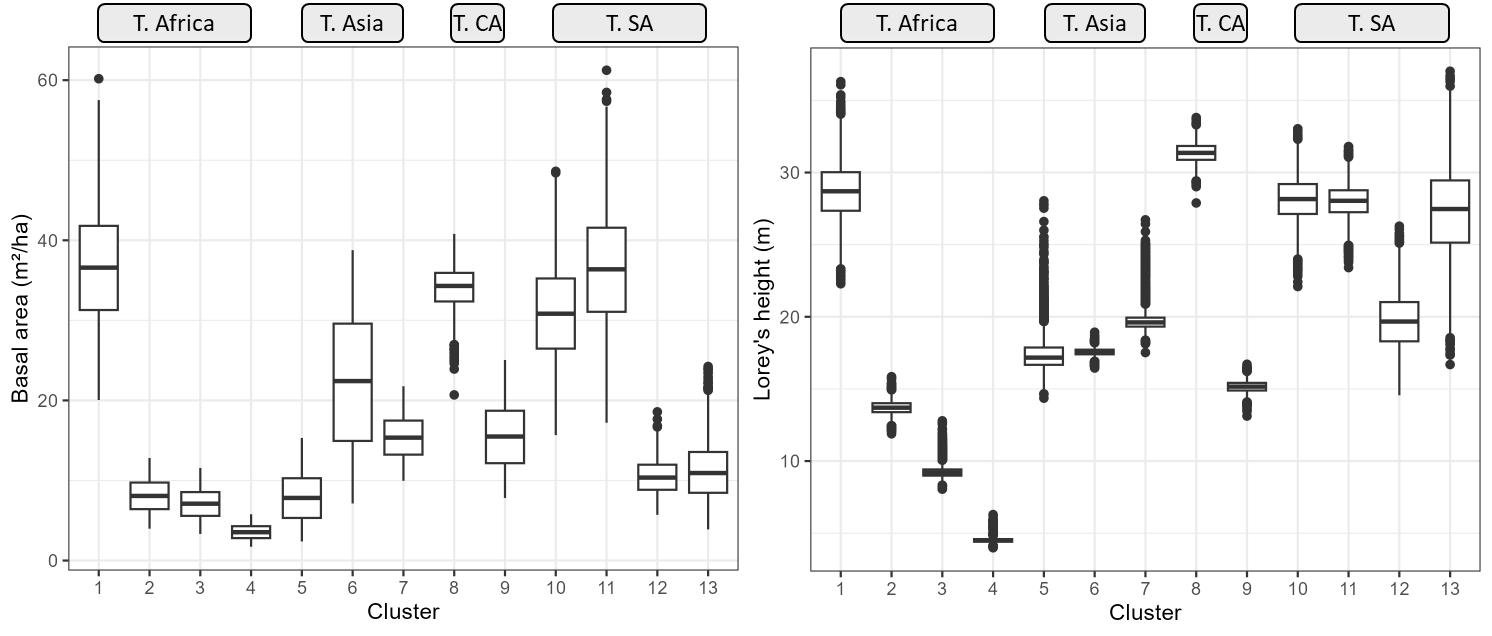 T. Africa T. Asia T. CA T. SA
60
40
20
0
Basal area (m²/ha)
1 2 3 4 5 6 7 8 9 10 11 12 13
Cluster
T. Africa T. Asia T. CA T. SA
30
20
10
Lorey's height (m)
1 2 3 4 5 6 7 8 9 10 11 12 13
Cluster